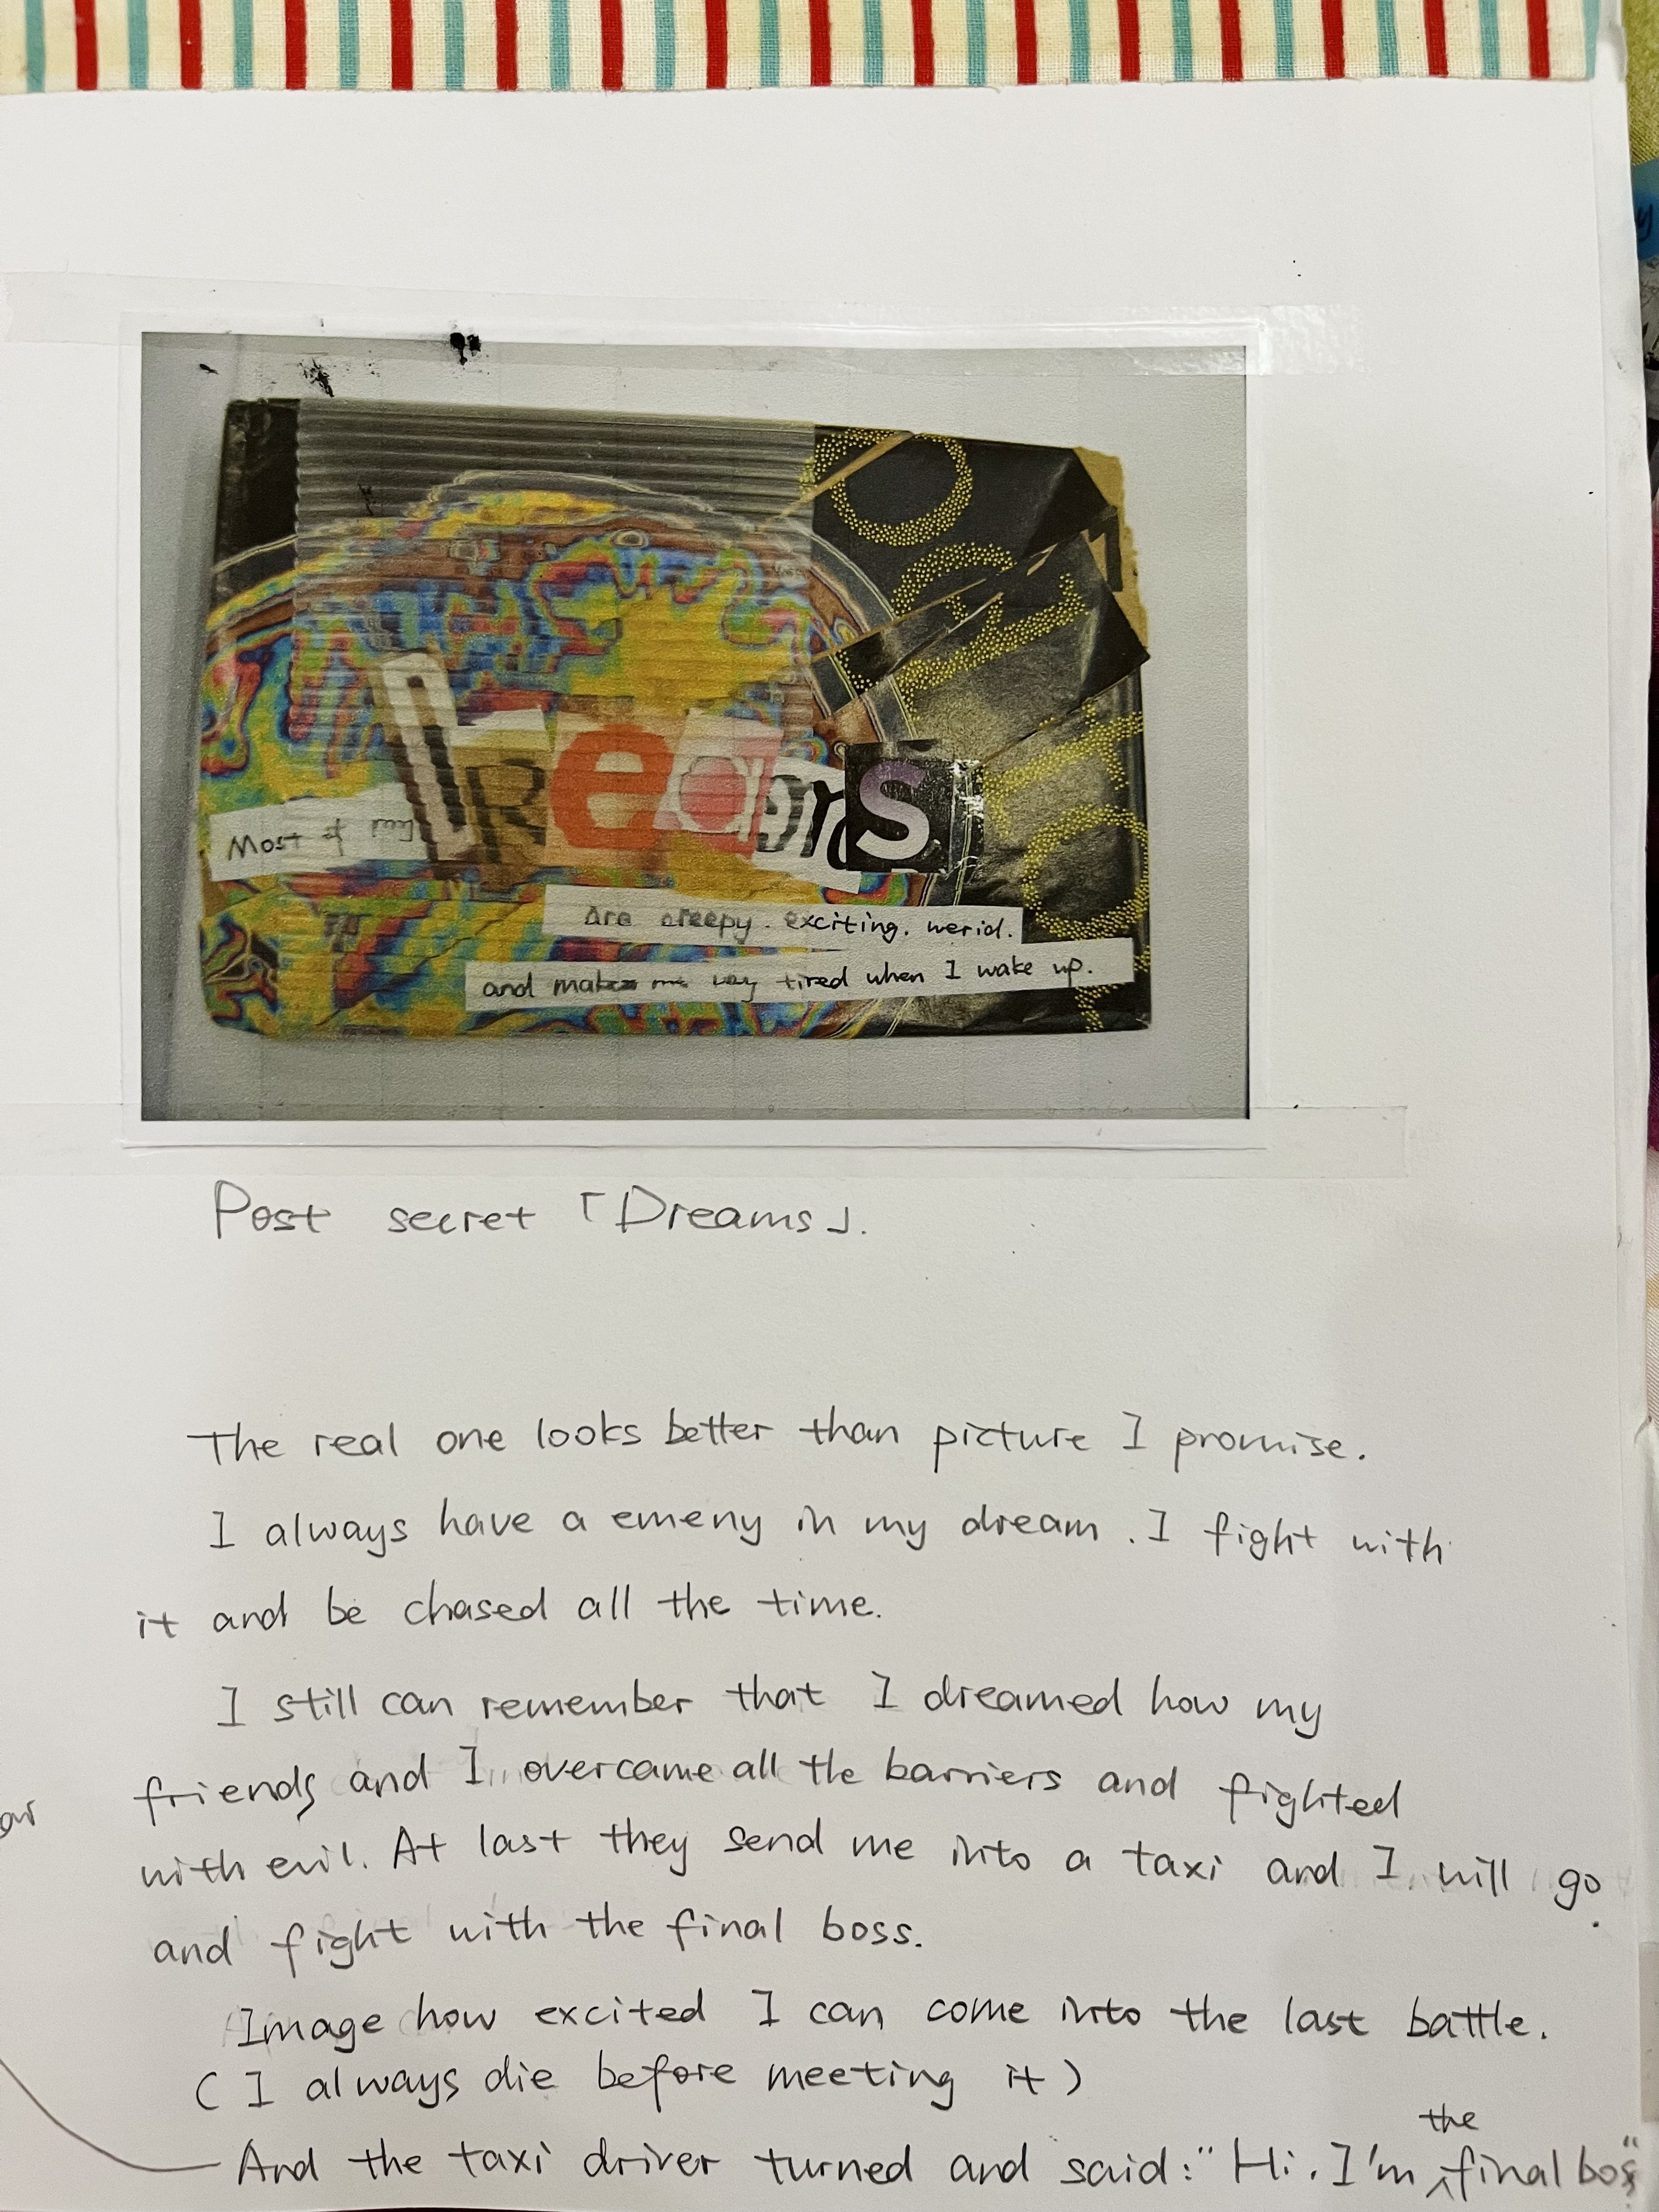 Most of my
DReams
are creepy. exciting. werid.
and makes me very tired when I wake up.
Post secret「Dreams」.
The real one looks better than picture I promise.
I always have a emeny in my dream. I fight with
it and be chased all the time.
I still can remember that I dreamed how my
friends and I overcame all the barriers and fighted
with evil. At last they send me into a taxi and I will go
and fight with the final boss.
Image how excited I can come into the last battle.
( I always die before meeting it )
And the taxi driver turned and said: "Hi. I'm the final boss"